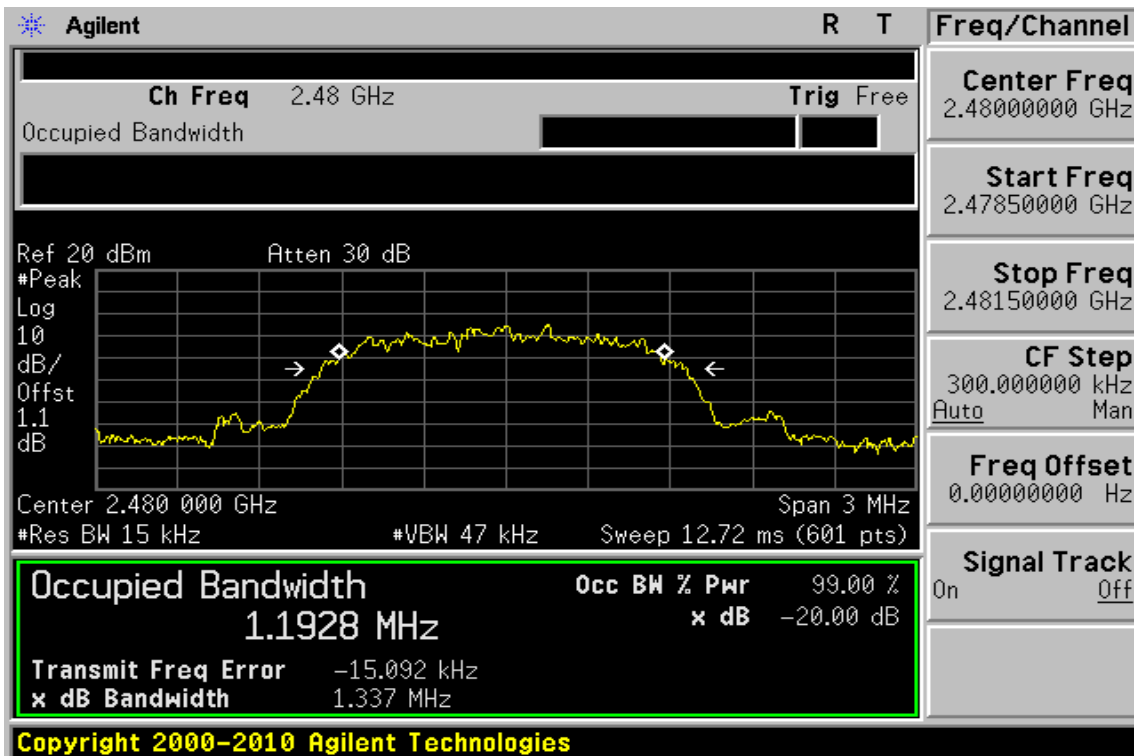 Agilent
R T
Freq/Channel
Ch Freq 2.48 GHz
Trig Free
Occupied Bandwidth
Center Freq
2.48000000 GHz
Start Freq
2.47850000 GHz
Stop Freq
2.48150000 GHz
CF Step
300.000000 kHz
Auto Man
Freq Offset
0.00000000 Hz
Signal Track
On Off
Ref 20 dBm
Atten 30 dB
#Peak
Log
10
dB/
Offst
1.1
dB
Center 2.480 000 GHz
Span 3 MHz
#Res BW 15 kHz
#VBW 47 kHz
Sweep 12.72 ms (601 pts)
Occupied Bandwidth
1.1928 MHz
Occ BW % Pwr 99.00 %
x dB -20.00 dB
Transmit Freq Error -15.092 kHz
x dB Bandwidth 1.337 MHz
Copyright 2000-2010 Agilent Technologies